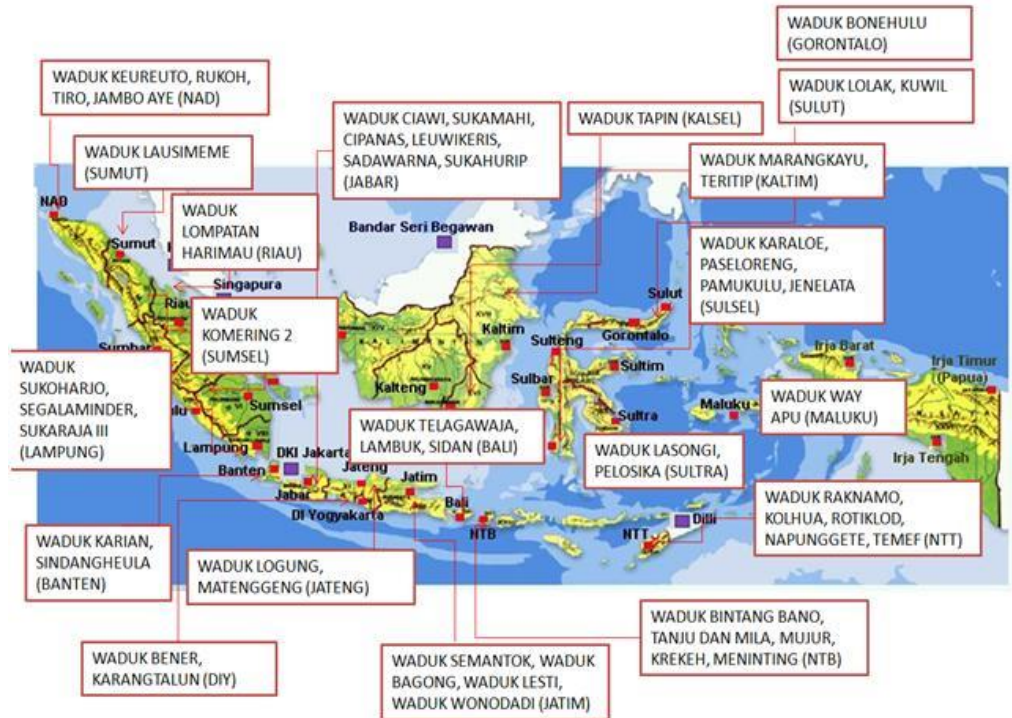 WADUK BONEHULU
(GORONTALO)
WADUK KEUREUTO, RUKOH,
TIRO, JAMBO AYE (NAD)
WADUK LOLAK, KUWIL
(SULUT)
WADUK CIAWI, SUKAMAHI,
CIPANAS, LEUWIKERIS,
SADAWARNA, SUKAHURIP
(JABAR)
WADUK TAPIN (KALSEL)
WADUK LAUSIMEME
(SUMUT)
WADUK MARANGKAYU,
TERITIP (KALTIM)
NAD
WADUK
LOMPATAN
HARIMAU (RIAU)
Bandar Seri Begawan
Sumut
WADUK KARALOE,
PASELORENG,
PAMUKULU, JENELATA
(SULSEL)
Singapura
Riau
WADUK
KOMERING 2
(SUMSEL)
Sulut
Gorontalo
Kaltim
Sulteng
Irja Barat
Irja Timur
(Papua)
WADUK
SUKOHARJO,
SEGALAMINDER,
SUKARAJA III
(LAMPUNG)
Sultim
Kalteng
Sulbar
Sumsel
WADUK WAY
APU (MALUKU)
Maluku
Sultra
WADUK TELAGAWAJA,
LAMBUK, SIDAN (BALI)
Lampung
WADUK LASONGI,
PELOSIKA (SULTRA)
Irja Tengah
DKI Jakarta
Banten
Jateng
Jatim
Jabar
Bali
DI Yogyakarta
NTB
Dilli
NTT
WADUK RAKNAMO,
KOLHUA, ROTIKLOD,
NAPUNGGETE, TEMEF (NTT)
WADUK KARIAN,
SINDANGHEULA
(BANTEN)
WADUK LOGUNG,
MATENGGENG (JATENG)
WADUK BINTANG BANO,
TANJU DAN MILA, MUJUR,
KREKEH, MENINTING (NTB)
WADUK BENER,
KARANGTALUN (DIY)
WADUK SEMANTOK, WADUK
BAGONG, WADUK LESTI,
WADUK WONODADI (JATIM)